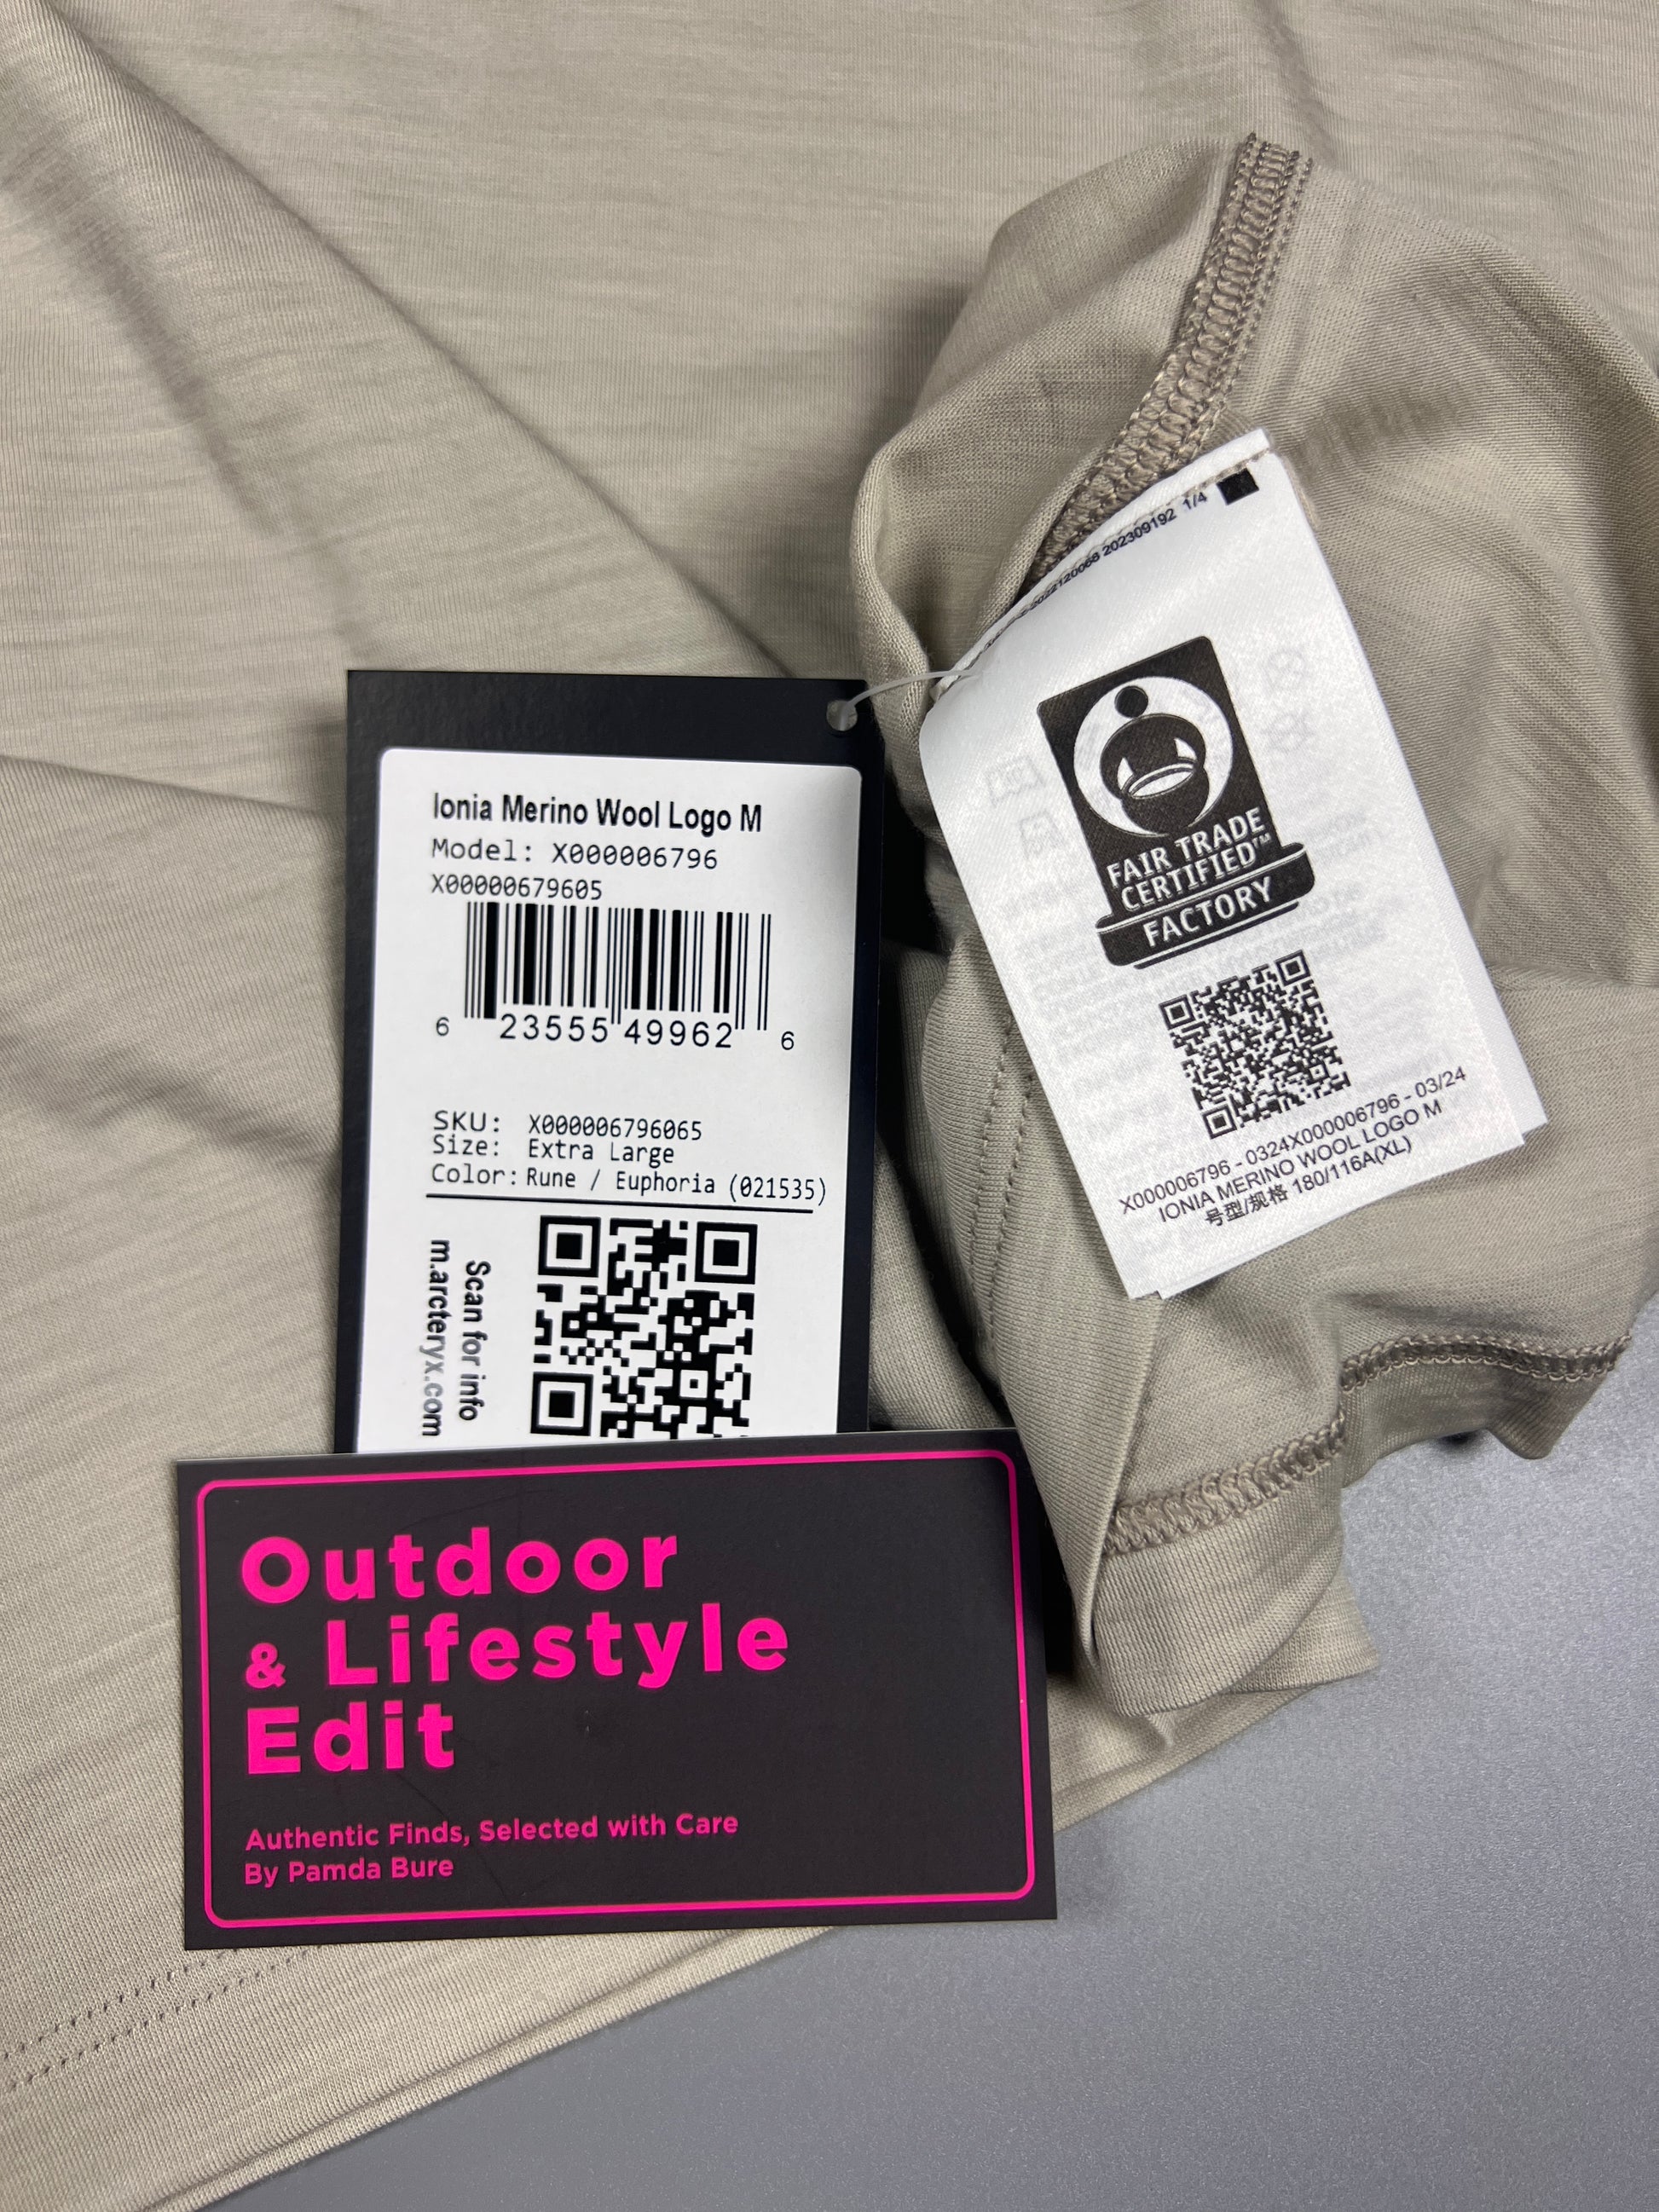 Ionia Merino Wool Logo M
Model: X000006796
X00000679605
6 23555 49962 6
SKU: X000006796065
Size: Extra Large
Color: Rune / Euphoria (021535)
Scan for info
m.arcteryx.com
202309192 1/4
FAIR TRADE
CERTIFIED™
FACTORY
X000006796 - 0324X000006796 - 03/24
IONIA MERINO WOOL LOGO M
号型/规格 180/116A(XL)
Outdoor
& Lifestyle
Edit
Authentic Finds, Selected with Care
By Pamda Bure